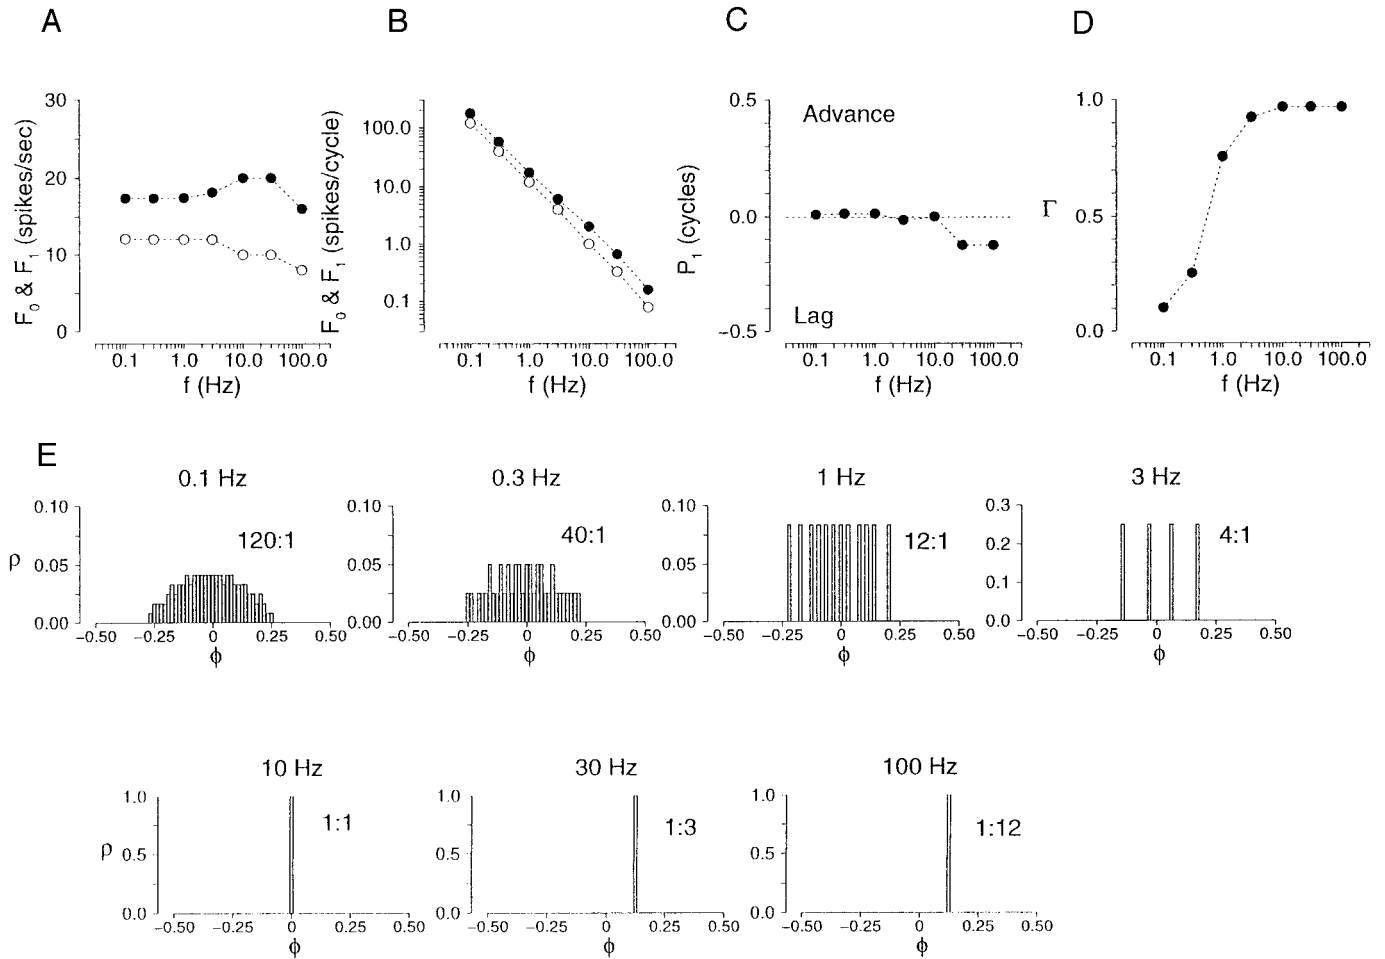 A
B
C
D
F0 & F1 (spikes/sec)
30
20
10
0
0.1 1.0 10.0 100.0
f (Hz)
F0 & F1 (spikes/cycle)
100.0
10.0
1.0
0.1
0.1 1.0 10.0 100.0
f (Hz)
P1 (cycles)
0.5
0.0
−0.5
Advance
Lag
0.1 1.0 10.0 100.0
f (Hz)
Γ
1.0
0.5
0.0
0.1 1.0 10.0 100.0
f (Hz)
E
0.1 Hz
ρ
0.10
0.05
0.00
120:1
−0.50 −0.25 0 0.25 0.50
ϕ
0.3 Hz
0.10
0.05
0.00
40:1
−0.50 −0.25 0 0.25 0.50
ϕ
1 Hz
0.10
0.05
0.00
12:1
−0.50 −0.25 0 0.25 0.50
ϕ
3 Hz
0.3
0.2
0.1
0.0
4:1
−0.50 −0.25 0 0.25 0.50
ϕ
10 Hz
ρ
1.0
0.5
0.0
1:1
−0.50 −0.25 0 0.25 0.50
ϕ
30 Hz
1.0
0.5
0.0
1:3
−0.50 −0.25 0 0.25 0.50
ϕ
100 Hz
1.0
0.5
0.0
1:12
−0.50 −0.25 0 0.25 0.50
ϕ